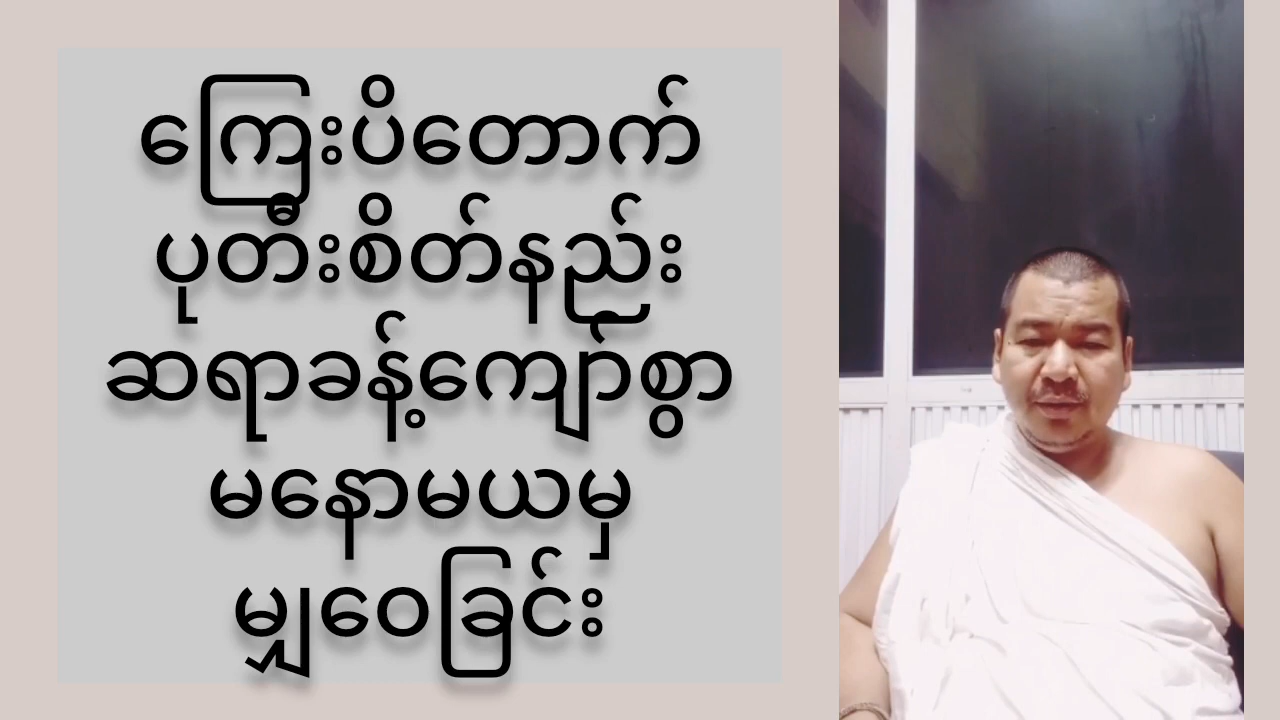 ကြေးပိတောက်
ပုတီးစိတ်နည်း
ဆရာခန့်ကျော်စွာ
မနောမယမှ
မျှဝေခြင်း